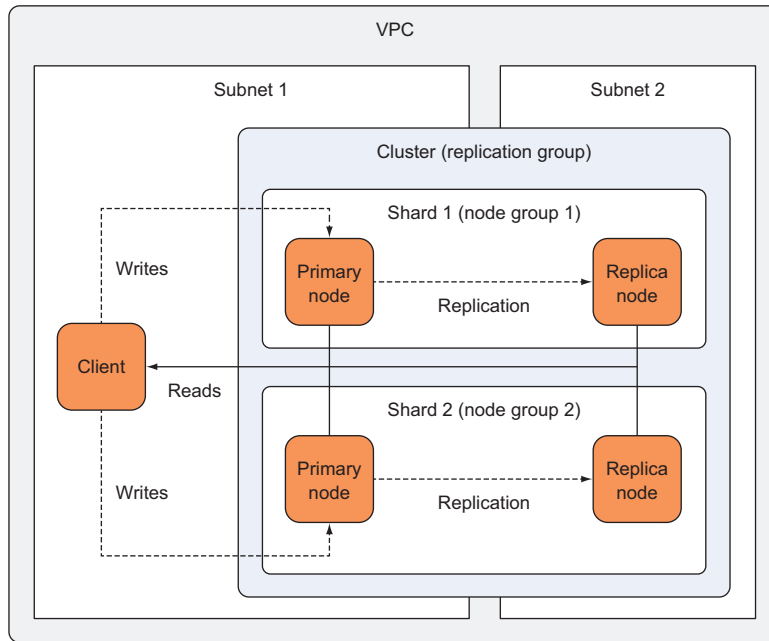 VPC
Subnet 1
Subnet 2
Cluster (replication group)
Shard 1 (node group 1)
Writes
Primary
node
Replication
Replica
node
Client
Reads
Shard 2 (node group 2)
Writes
Primary
node
Replication
Replica
node